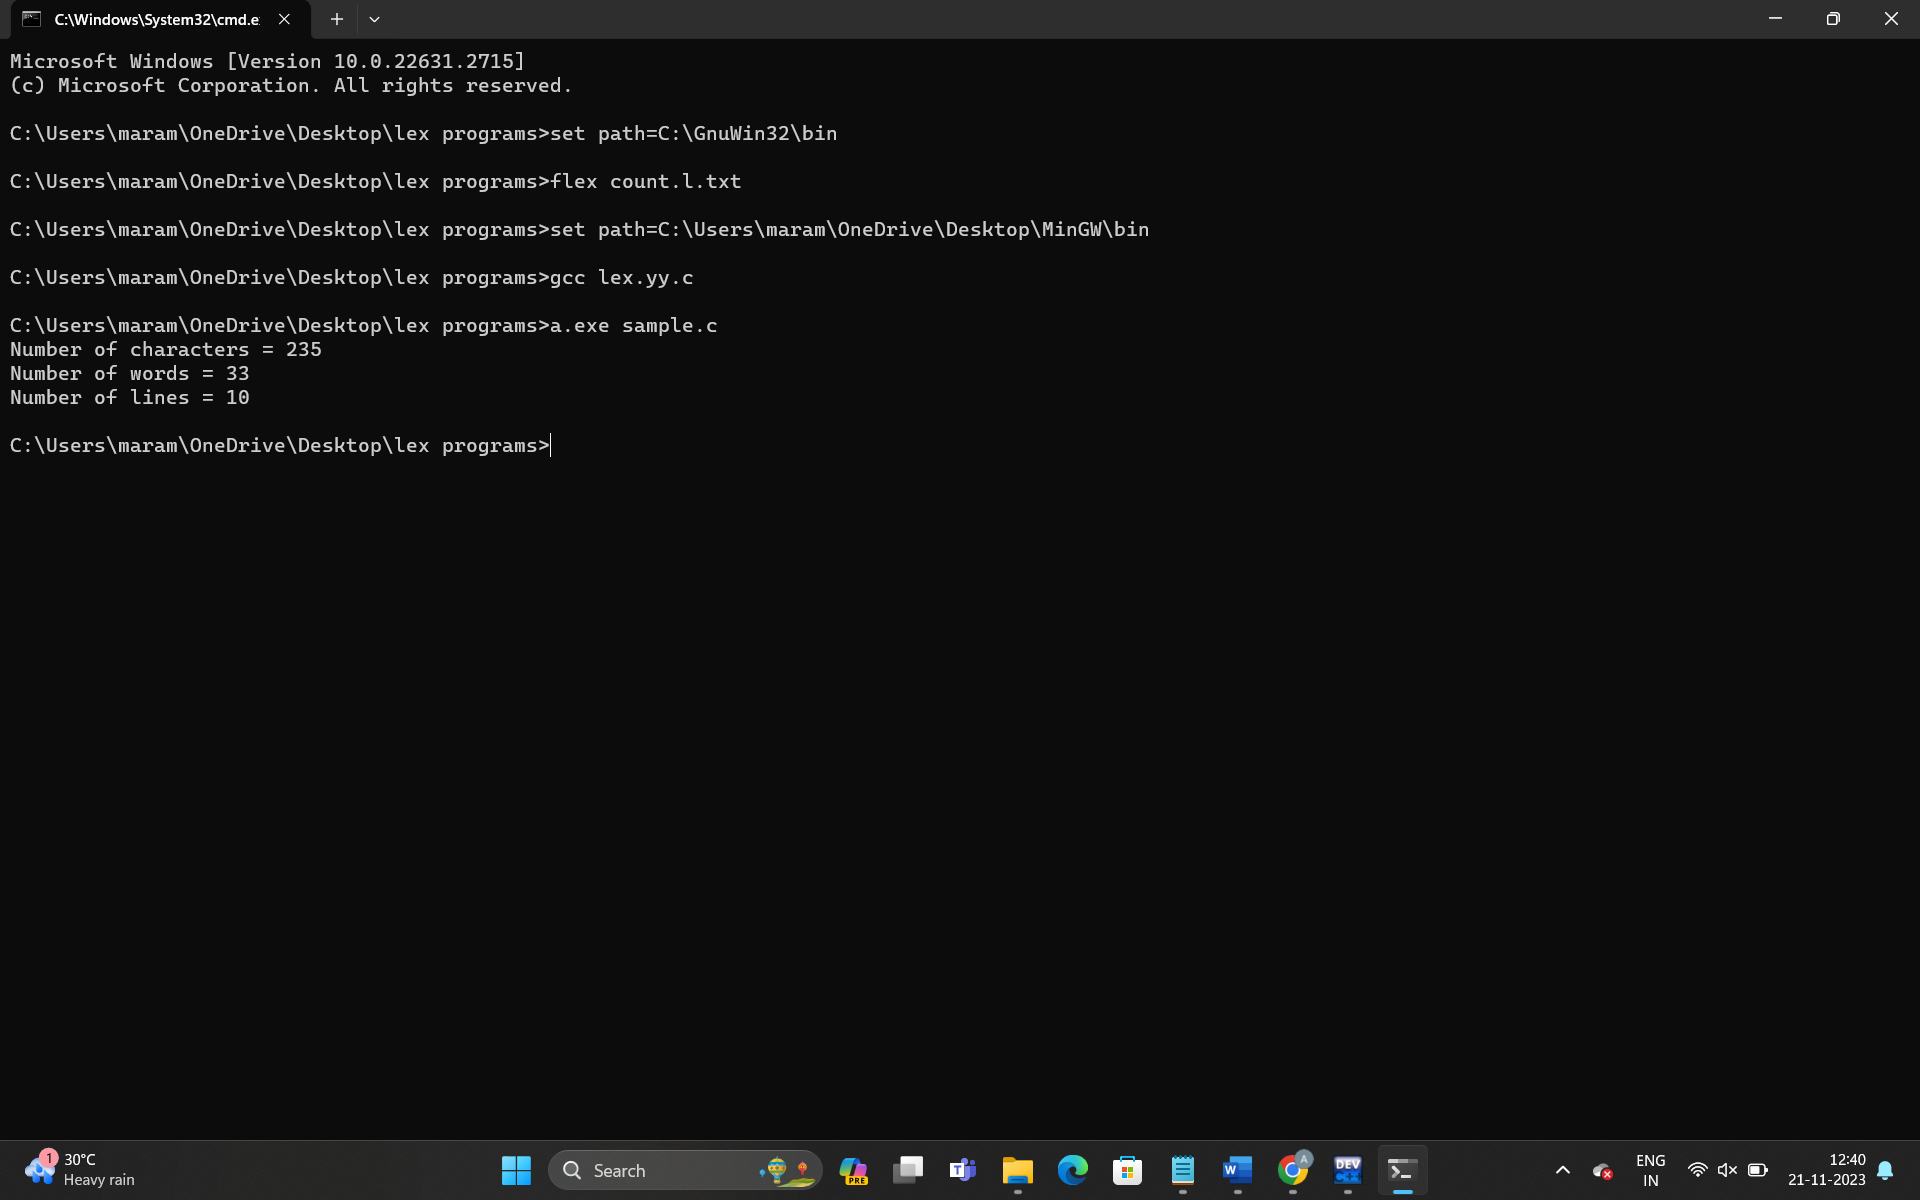 C:\Windows\System32\cmd.e
Microsoft Windows [Version 10.0.22631.2715]
(c) Microsoft Corporation. All rights reserved.
C:\Users\maram\OneDrive\Desktop\lex programs>set path=C:\GnuWin32\bin
C:\Users\maram\OneDrive\Desktop\lex programs>flex count.l.txt
C:\Users\maram\OneDrive\Desktop\lex programs>set path=C:\Users\maram\OneDrive\Desktop\MinGW\bin
C:\Users\maram\OneDrive\Desktop\lex programs>gcc lex.yy.c
C:\Users\maram\OneDrive\Desktop\lex programs>a.exe sample.c
Number of characters = 235
Number of words = 33
Number of lines = 10
C:\Users\maram\OneDrive\Desktop\lex programs>
1
30°C
Heavy rain
Search
PRE
T
W
A
DEV
C++
ENG
IN
12:40
21-11-2023